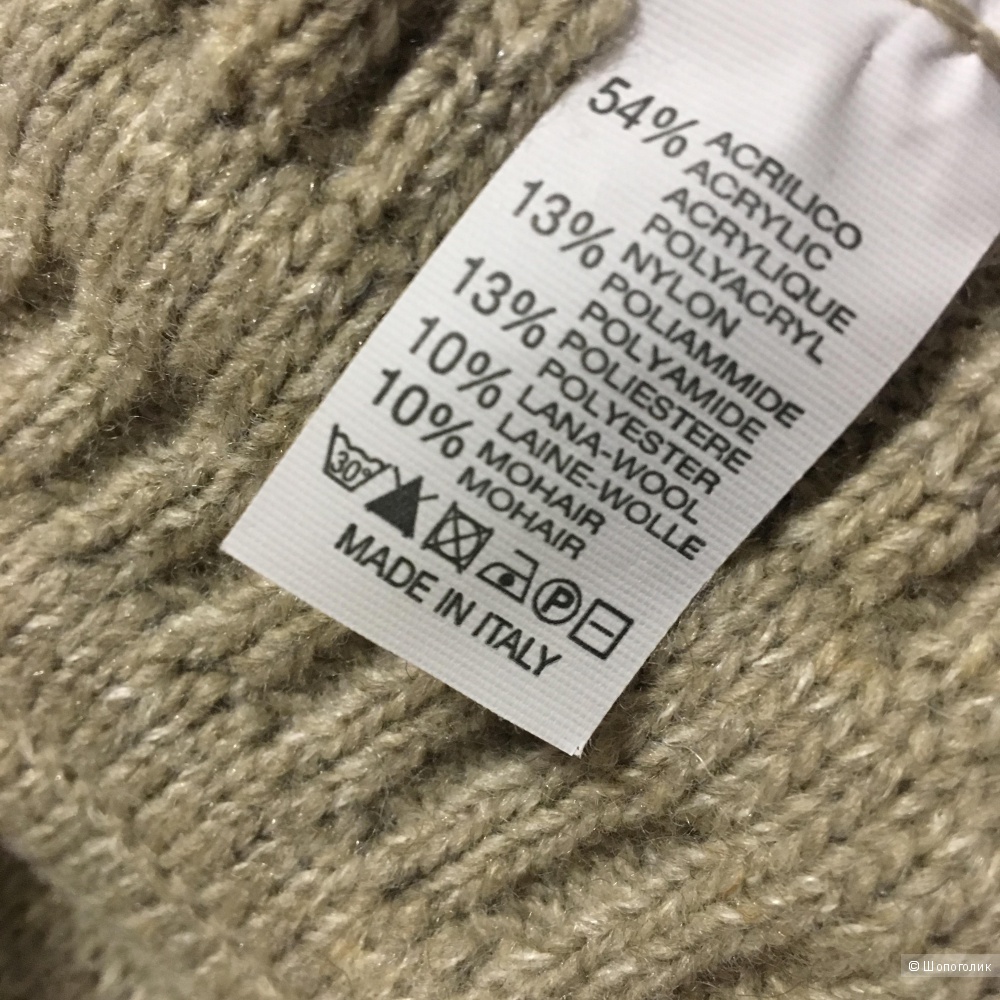 54% ACRILICO
ACRYLIC
ACRYLIQUE
POLYACRYL
13% NYLON
POLIAMMIDE
POLYAMIDE
13% POLIESTERE
POLYESTER
10% LANA-WOOL
LAINE-WOLLE
10% MOHAIR
MOHAIR
30° P
MADE IN ITALY
© Шопоголик